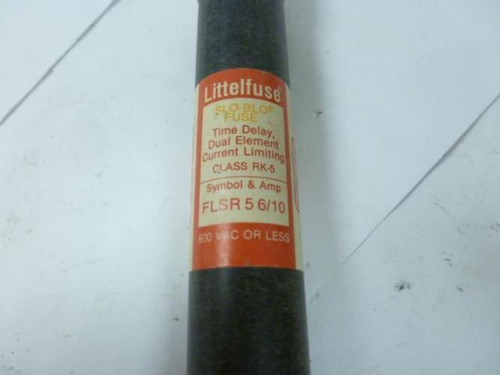 Littelfuse®
SLO-BLO®
FUSE
Time Delay,
Dual Element
Current Limiting
CLASS RK-5
Symbol & Amp
FLSR 5 6/10
600 VAC OR LESS